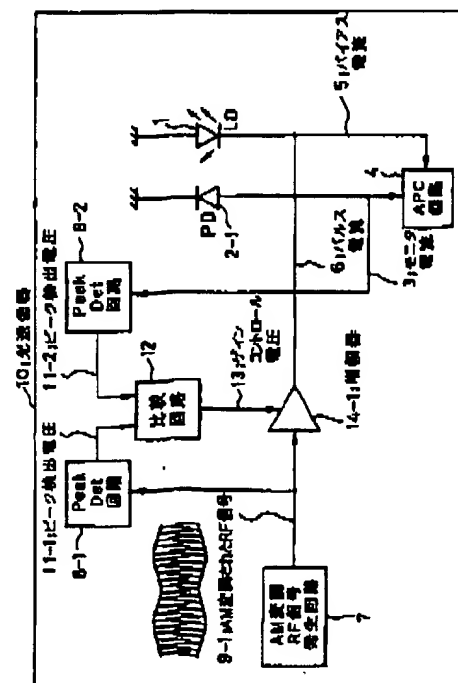 10;光送信器
11-1;ピーク検出電圧
11-2;ピーク検出電圧
8-2
Peak
Det
回路
Peak
Det
回路
8-1
12
比較
回路
13;ゲイン
コントロール
電圧
14-1;増幅器
9-1;AM変調されたRF信号
AM変調
RF信号
発生回路
7
PD
2-1
1
LD
5;バイアス
電流
4
APC
回路
3;モニタ
電流
6;パルス
電流